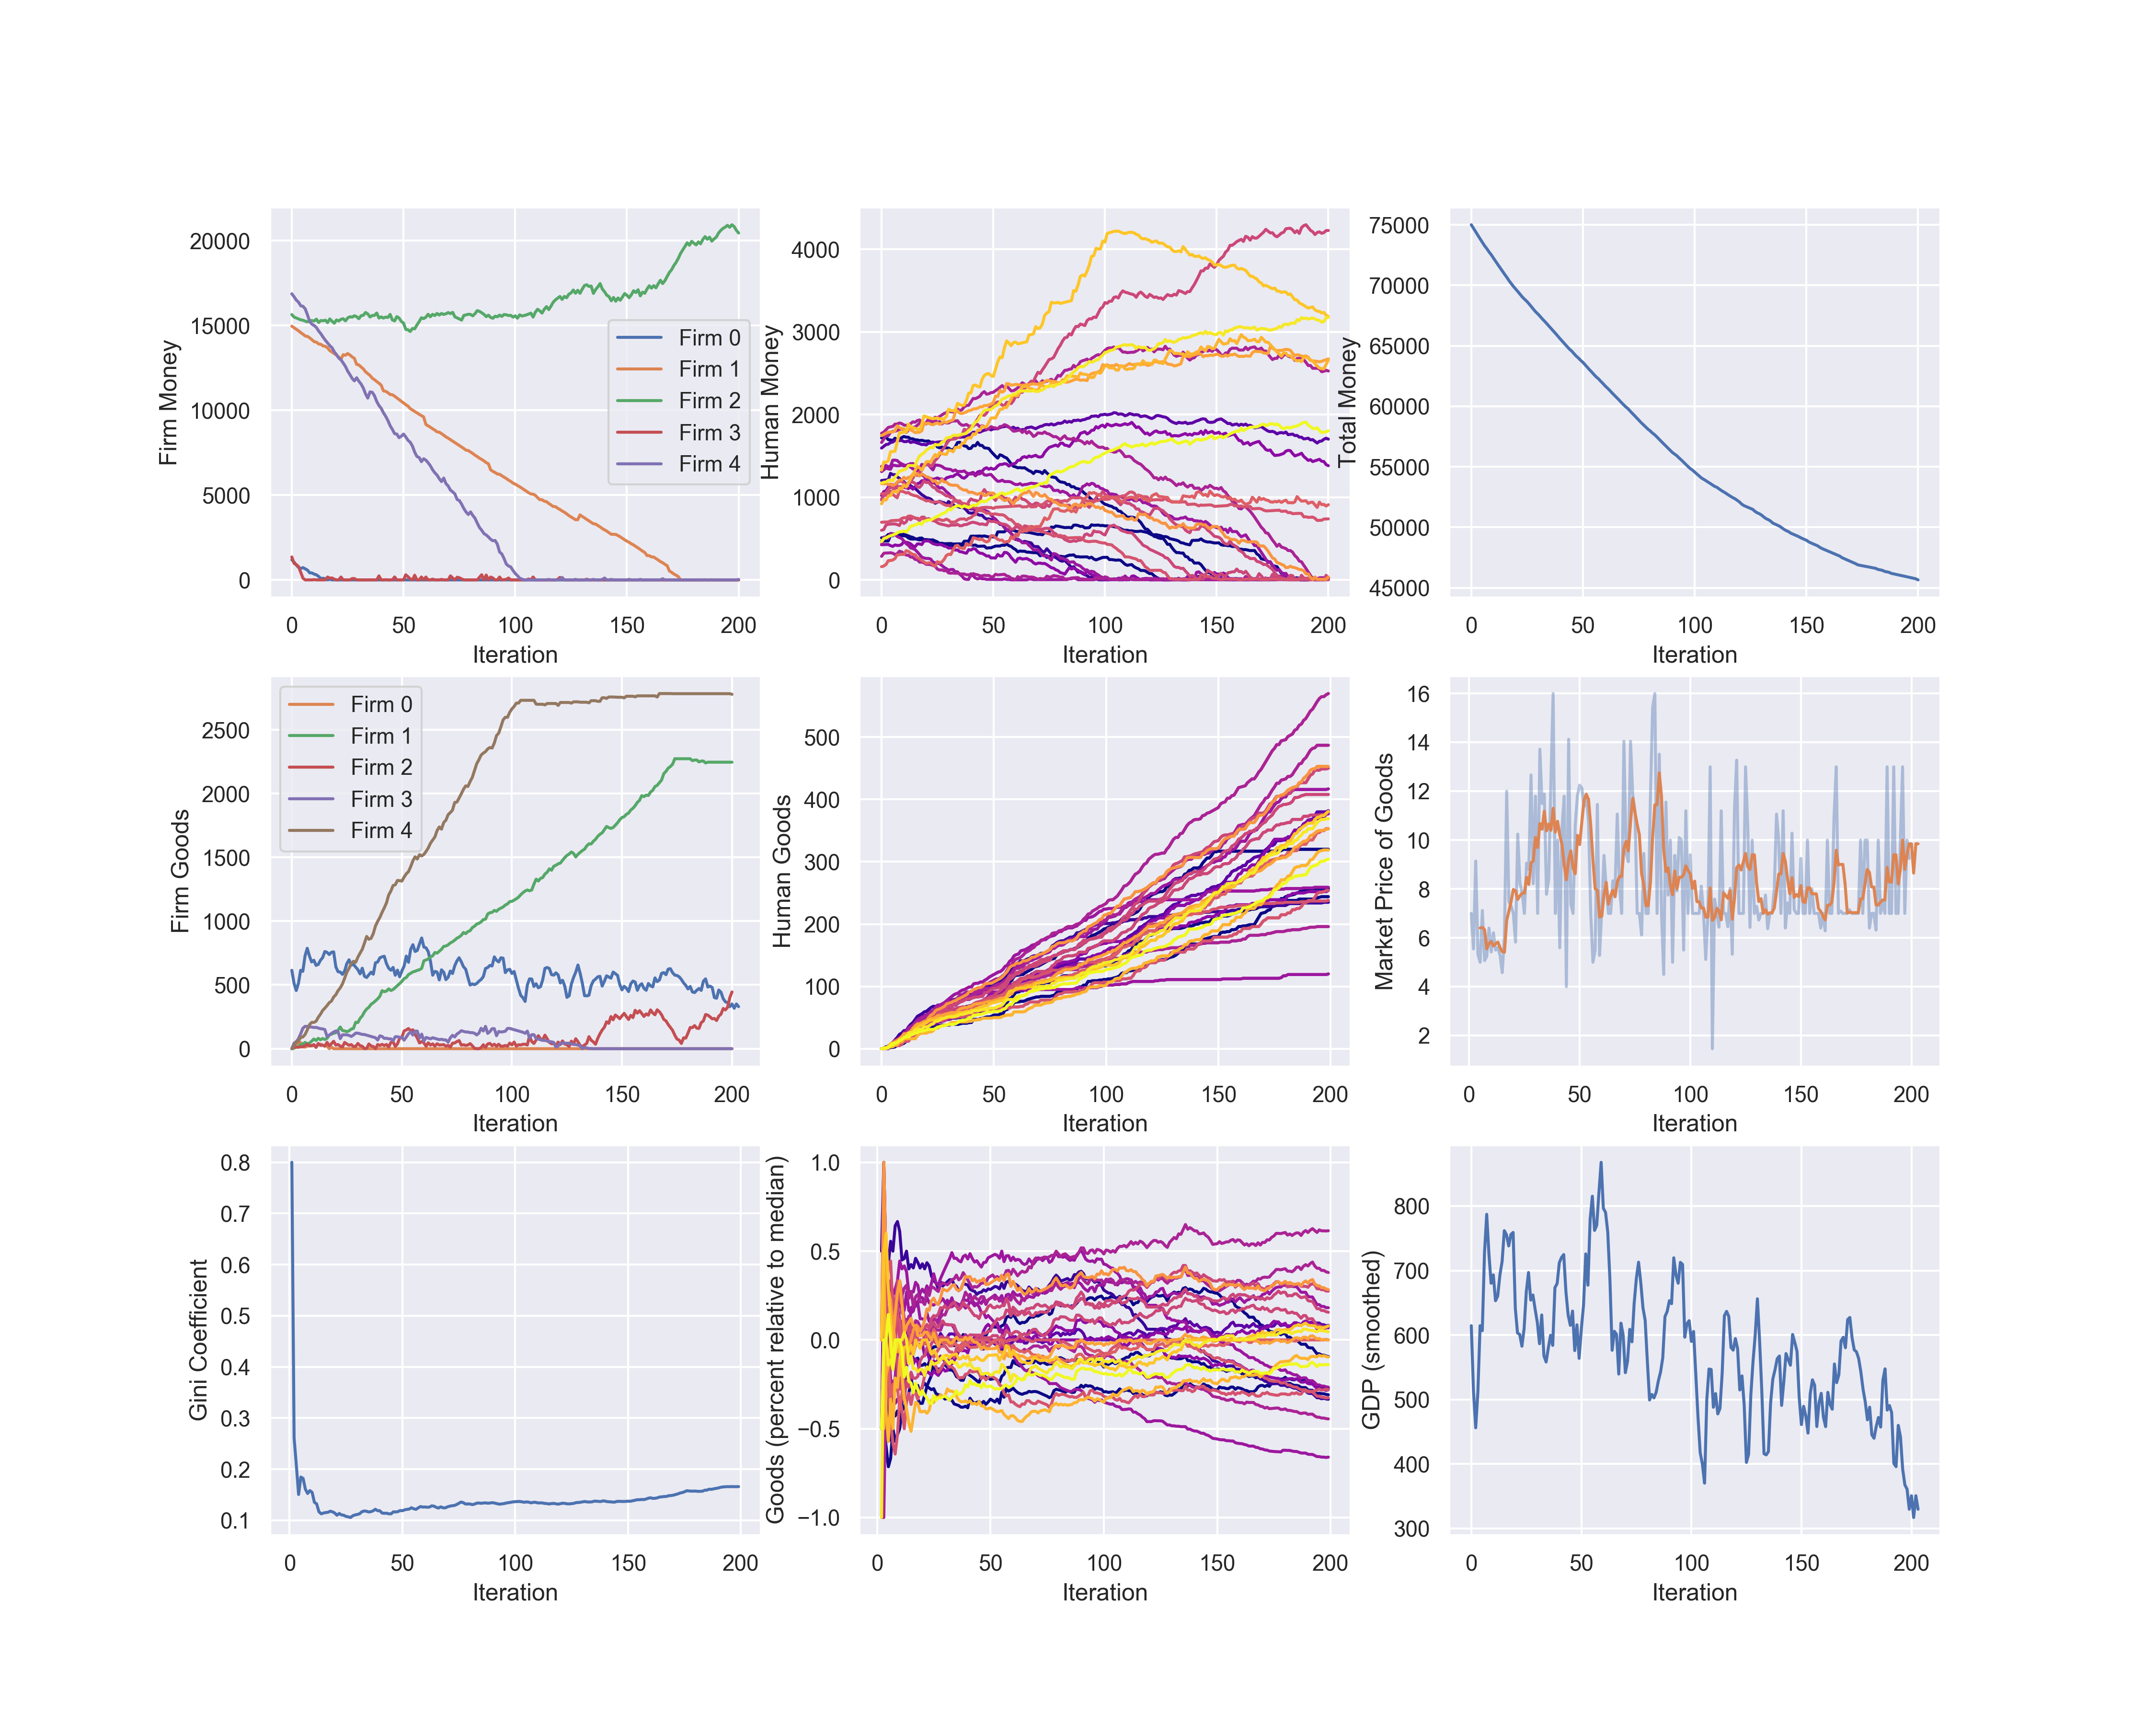 Firm Money
20000
15000
10000
5000
0
Firm 0
Firm 1
Firm 2
Firm 3
Firm 4
0 50 100 150 200
Iteration
Human Money
4000
3000
2000
1000
0
0 50 100 150 200
Iteration
Total Money
75000
70000
65000
60000
55000
50000
45000
0 50 100 150 200
Iteration
Firm Goods
2500
2000
1500
1000
500
0
Firm 0
Firm 1
Firm 2
Firm 3
Firm 4
0 50 100 150 200
Iteration
Human Goods
500
400
300
200
100
0
0 50 100 150 200
Iteration
Market Price of Goods
16
14
12
10
8
6
4
2
0 50 100 150 200
Iteration
Gini Coefficient
0.8
0.7
0.6
0.5
0.4
0.3
0.2
0.1
0 50 100 150 200
Iteration
Goods (percent relative to median)
1.0
0.5
0.0
−0.5
−1.0
0 50 100 150 200
Iteration
GDP (smoothed)
800
700
600
500
400
300
0 50 100 150 200
Iteration